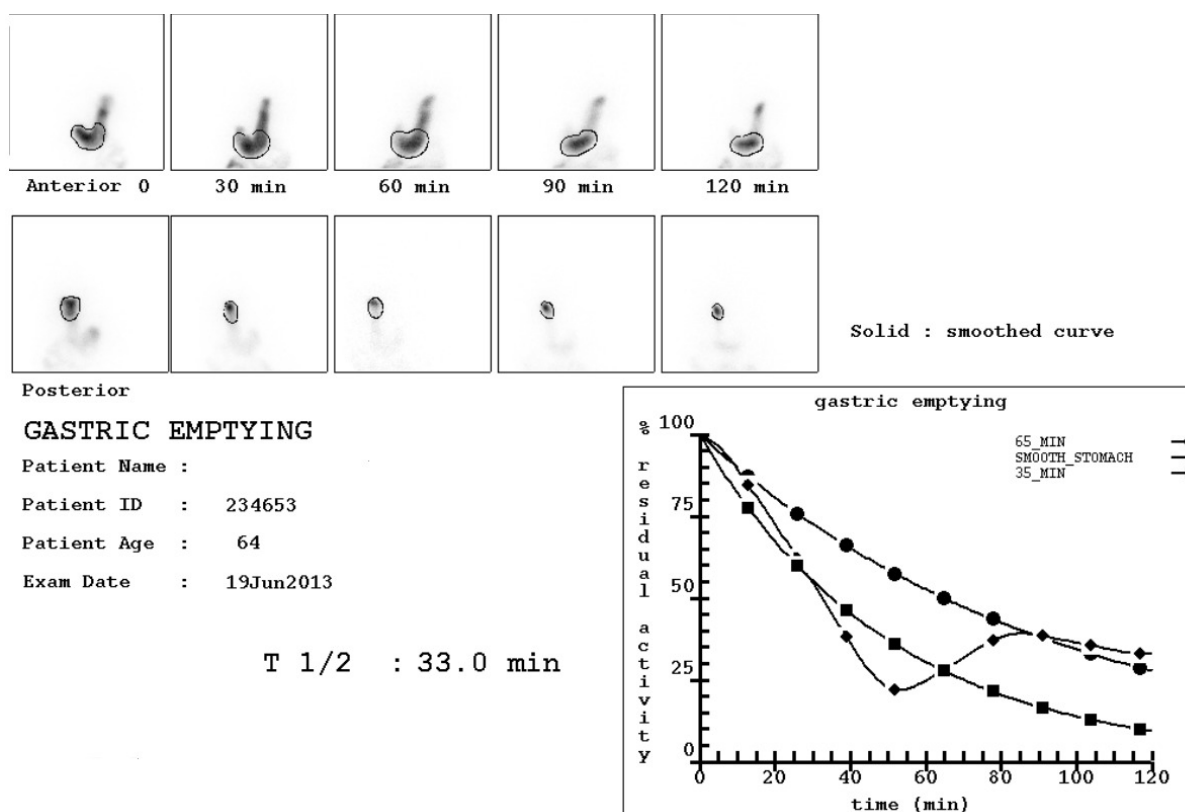 Anterior 0 30 min 60 min 90 min 120 min
Solid : smoothed curve
Posterior
GASTRIC EMPTYING
Patient Name :
Patient ID : 234653
Patient Age : 64
Exam Date : 19Jun2013
T 1/2 : 33.0 min
gastric emptying
65_MIN
SMOOTH_STOMACH
35_MIN
% residual activity
100
75
50
25
0
0 20 40 60 80 100 120
time (min)